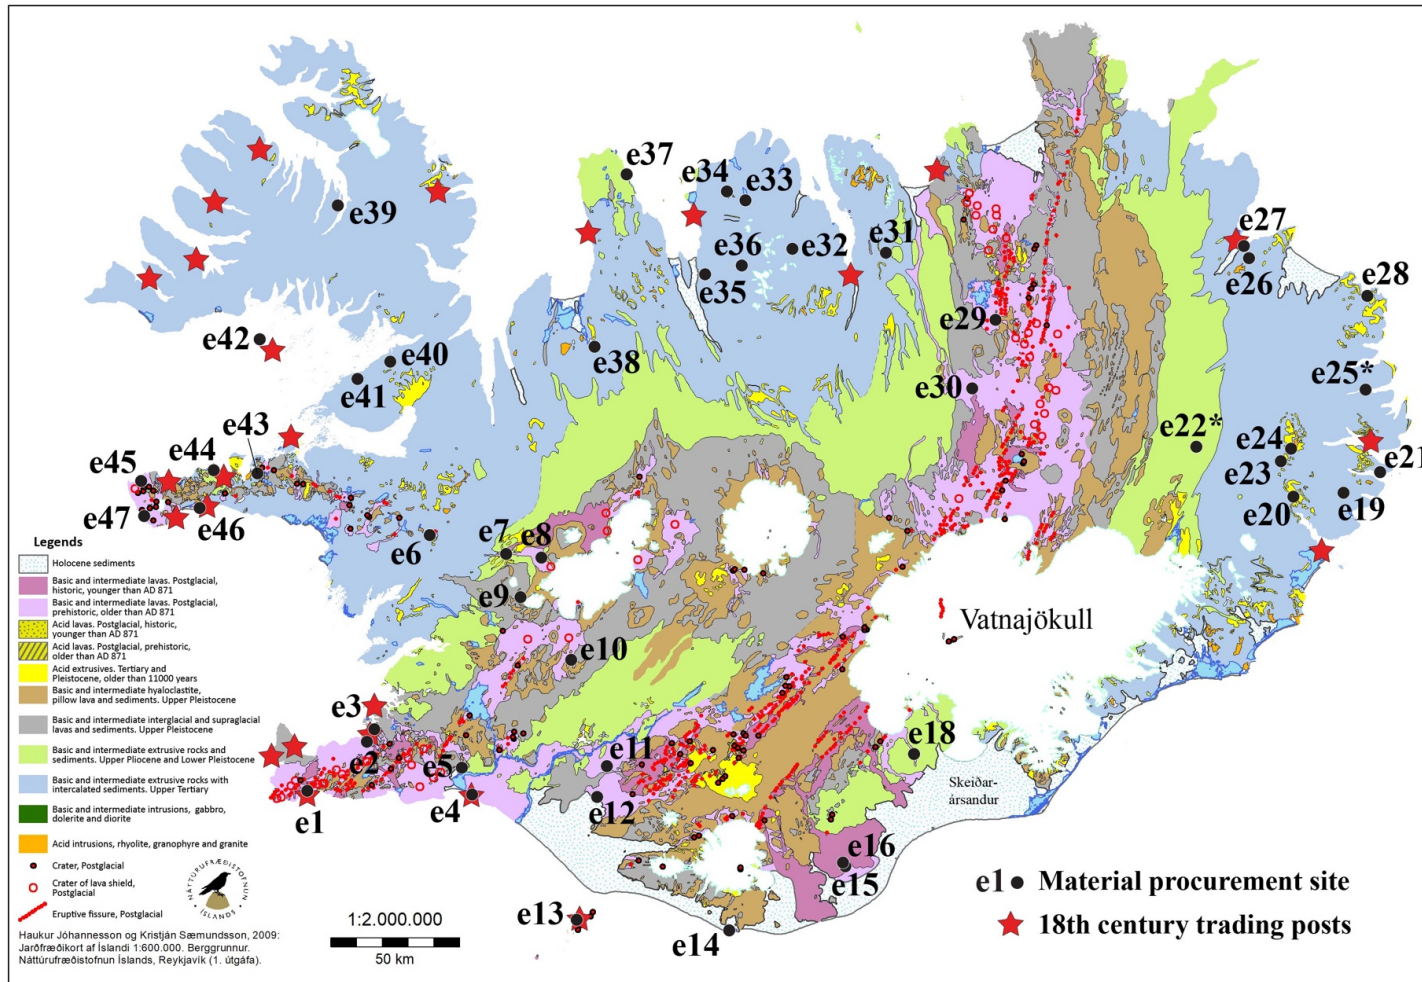 e37
e34
e33
e39
e36
e32
e31
e35
e27
e26
e28
e29
e42
e40
e38
e41
e30
e25*
e22*
e43
e44
e24
e23
e21
e45
e47
e46
e20
e19
e6
e7
e8
e9
e10
Vatnajökull
e3
e2
e5
e11
e18
e1
e4
e12
Skeiðar-
ársandur
e16
e15
e13
e14
Legends
Holocene sediments
Basic and intermediate lavas. Postglacial,
historic, younger than AD 871
Basic and intermediate lavas. Postglacial,
prehistoric, older than AD 871
Acid lavas. Postglacial, historic,
younger than AD 871
Acid lavas. Postglacial, prehistoric,
older than AD 871
Acid extrusives. Tertiary and
Pleistocene, older than 11000 years
Basic and intermediate hyaloclastite,
pillow lava and sediments. Upper Pleistocene
Basic and intermediate interglacial and supraglacial
lavas and sediments. Upper Pleistocene
Basic and intermediate extrusive rocks and
sediments. Upper Pliocene and Lower Pleistocene
Basic and intermediate extrusive rocks with
intercalated sediments. Upper Tertiary
Basic and intermediate intrusions, gabbro,
dolerite and diorite
Acid intrusions, rhyolite, granophyre and granite
Crater, Postglacial
Crater of lava shield,
Postglacial
Eruptive fissure, Postglacial
NÁTTÚRUFRÆÐISTOFNUN
ÍSLANDS
Haukur Jóhannesson og Kristján Sæmundsson, 2009:
Jarðfræðikort af Íslandi 1:600.000. Berggrunnur.
Náttúrufræðistofnun Íslands, Reykjavík (1. útgáfa).
1:2.000.000
50 km
e1 Material procurement site
18th century trading posts